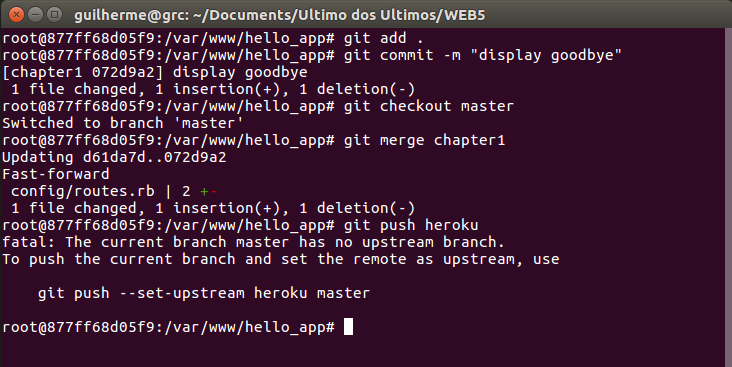 guilherme@grc: ~/Documents/Ultimo dos Ultimos/WEB5
root@877ff68d05f9:/var/www/hello_app# git add .
root@877ff68d05f9:/var/www/hello_app# git commit -m "display goodbye"
[chapter1 072d9a2] display goodbye
 1 file changed, 1 insertion(+), 1 deletion(-)
root@877ff68d05f9:/var/www/hello_app# git checkout master
Switched to branch 'master'
root@877ff68d05f9:/var/www/hello_app# git merge chapter1
Updating d61da7d..072d9a2
Fast-forward
 config/routes.rb | 2 +-
 1 file changed, 1 insertion(+), 1 deletion(-)
root@877ff68d05f9:/var/www/hello_app# git push heroku
fatal: The current branch master has no upstream branch.
To push the current branch and set the remote as upstream, use

    git push --set-upstream heroku master

root@877ff68d05f9:/var/www/hello_app#